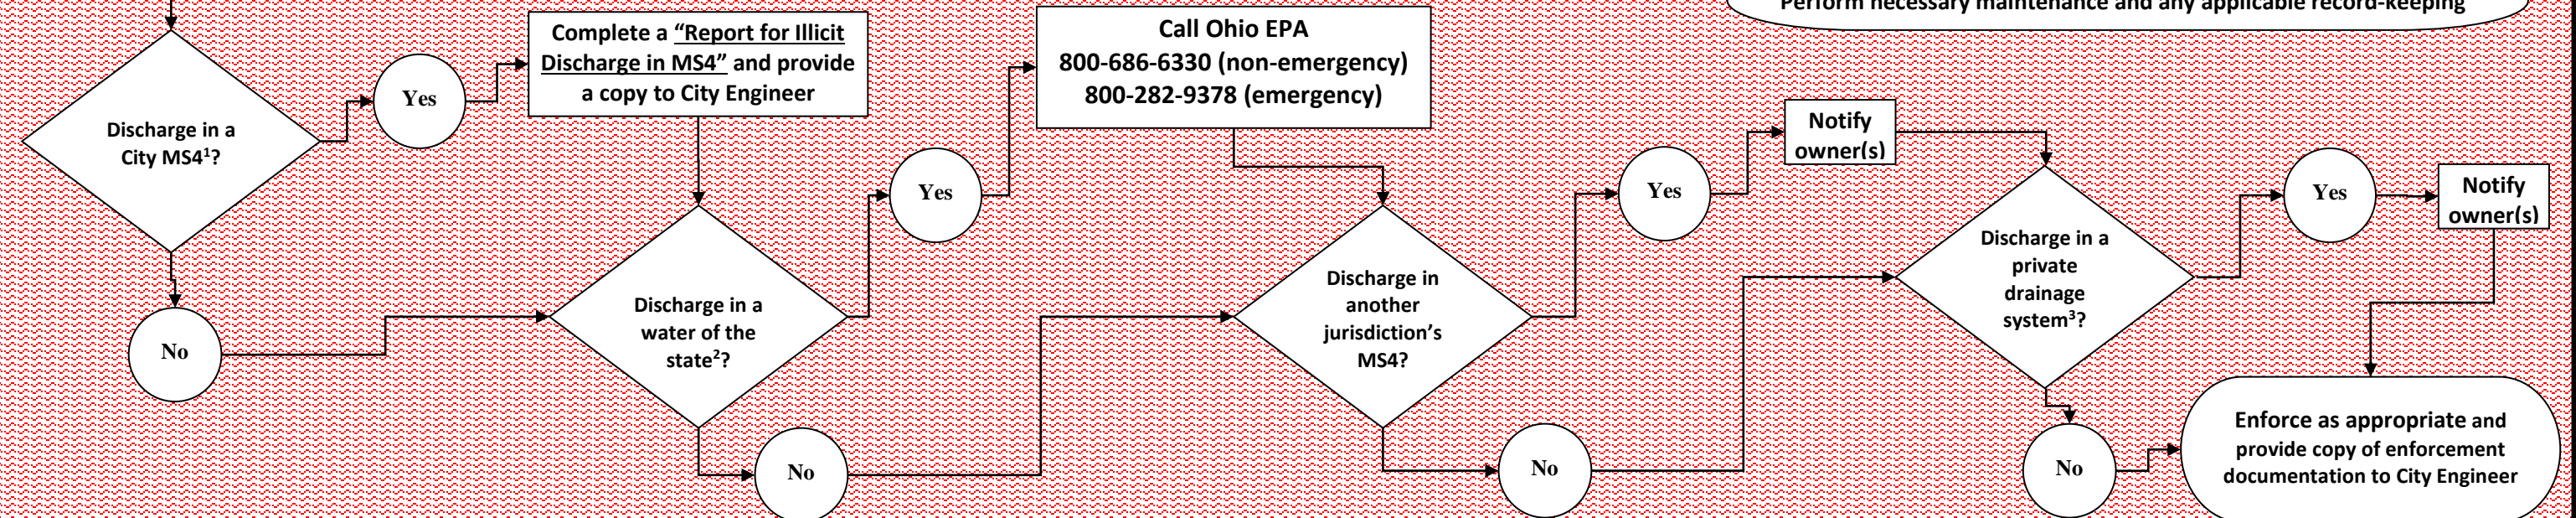 Perform necessary maintenance and any applicable record-keeping
Complete a “Report for Illicit
Discharge in MS4” and provide
a copy to City Engineer
Call Ohio EPA
800-686-6330 (non-emergency)
800-282-9378 (emergency)
Discharge in a
City MS4¹?
Yes
No
Discharge in a
water of the
state²?
Yes
No
Discharge in
another
jurisdiction’s
MS4?
Yes
No
Notify
owner(s)
Discharge in a
private
drainage
system³?
Yes
No
Notify
owner(s)
Enforce as appropriate and
provide copy of enforcement
documentation to City Engineer